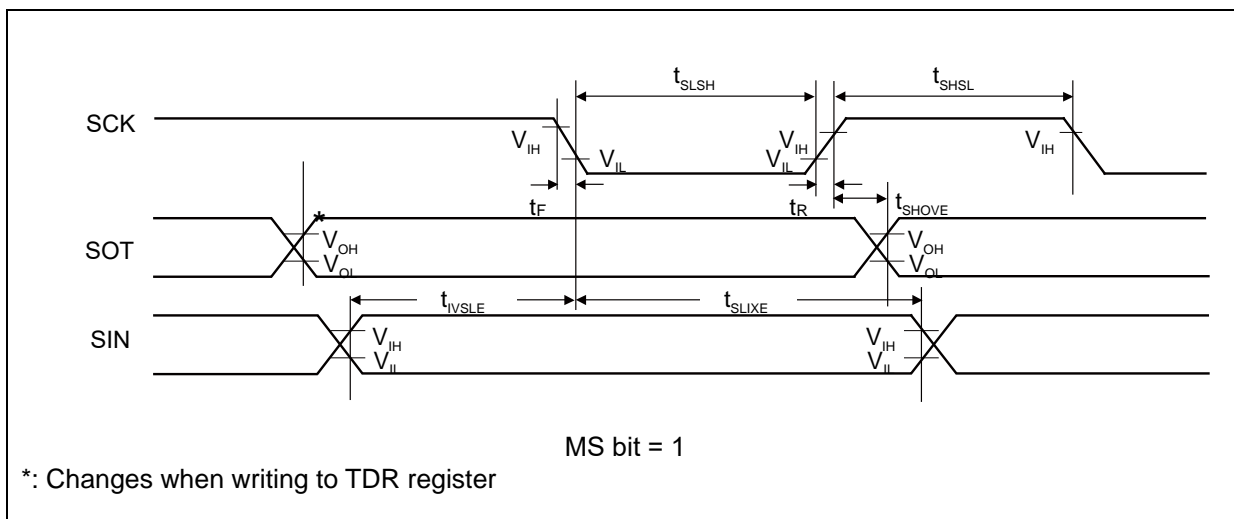 tSLSH tSHSL
SCK
VIH VIL VIH VIL VIH
tF tR tSHOVE
*
SOT
VOH VOL VOH VOL
tIVSLE tSLIXE
SIN
VIH VIL VIH VIL
MS bit = 1
*: Changes when writing to TDR register